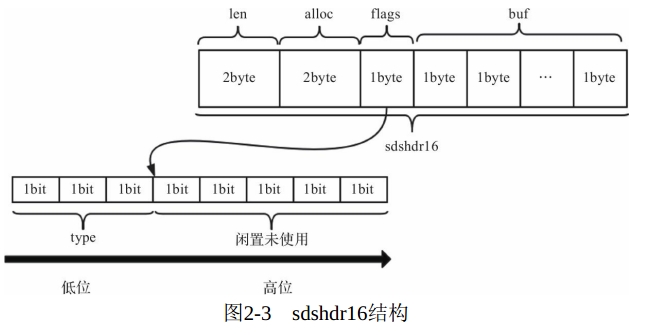 len alloc flags buf
2byte 2byte 1byte 1byte 1byte ··· 1byte
sdshdr16
1bit 1bit 1bit 1bit 1bit 1bit 1bit 1bit
type 闲置未使用
低位 高位
图2-3 sdshdr16结构